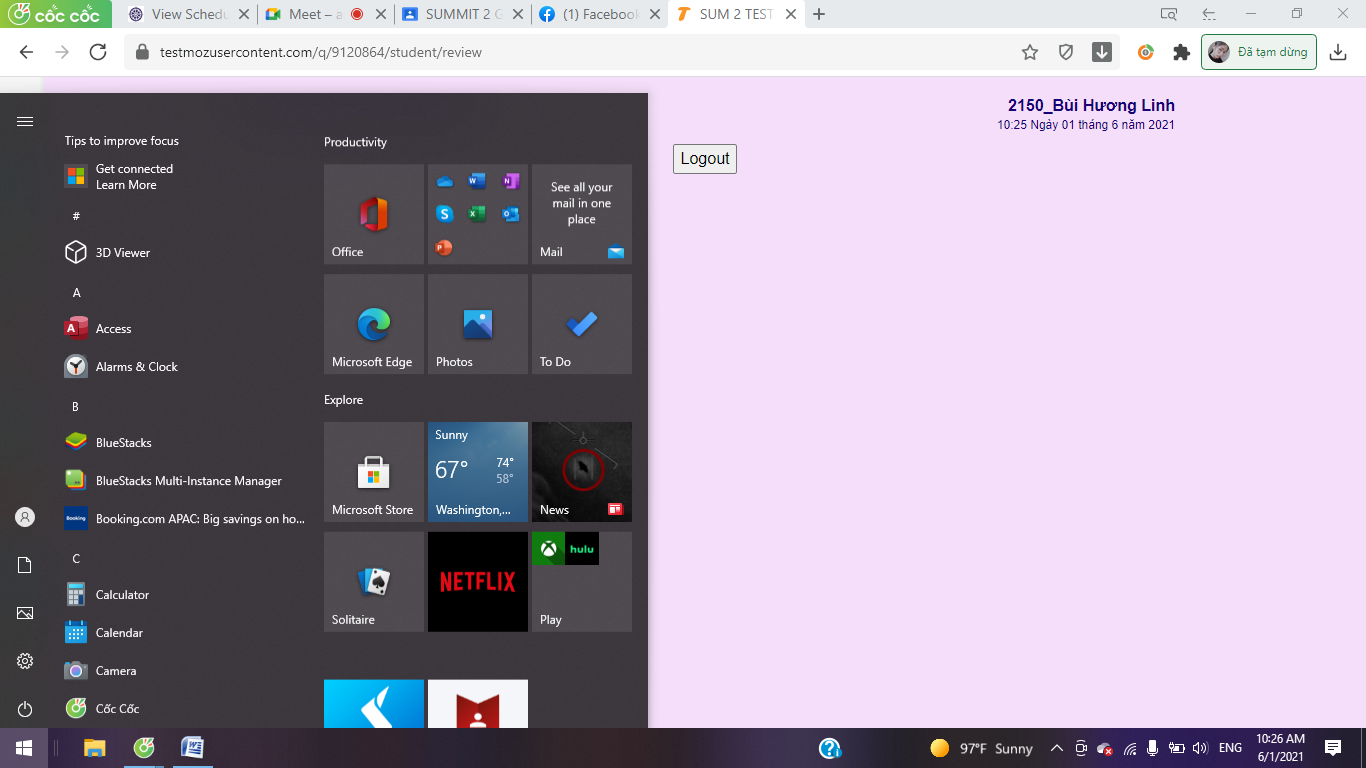 cốc cốc
View Schedu
Meet – a
SUMMIT 2 G
(1) Facebook
SUM 2 TEST
testmozusercontent.com/q/9120864/student/review
Đã tạm dừng
2150_Bùi Hương Linh
10:25 Ngày 01 tháng 6 năm 2021
Logout
Tips to improve focus
Get connected
Learn More
#
3D Viewer
A
Access
Alarms & Clock
B
BlueStacks
BlueStacks Multi-Instance Manager
Booking
Booking.com APAC: Big savings on ho...
C
Calculator
Calendar
Camera
Cốc Cốc
Productivity
Office
See all your
mail in one
place
Mail
Microsoft Edge
Photos
To Do
Explore
Microsoft Store
Sunny
67°
74°
58°
Washington,...
News
Solitaire
NETFLIX
hulu
Play
97°F Sunny
ENG
10:26 AM
6/1/2021